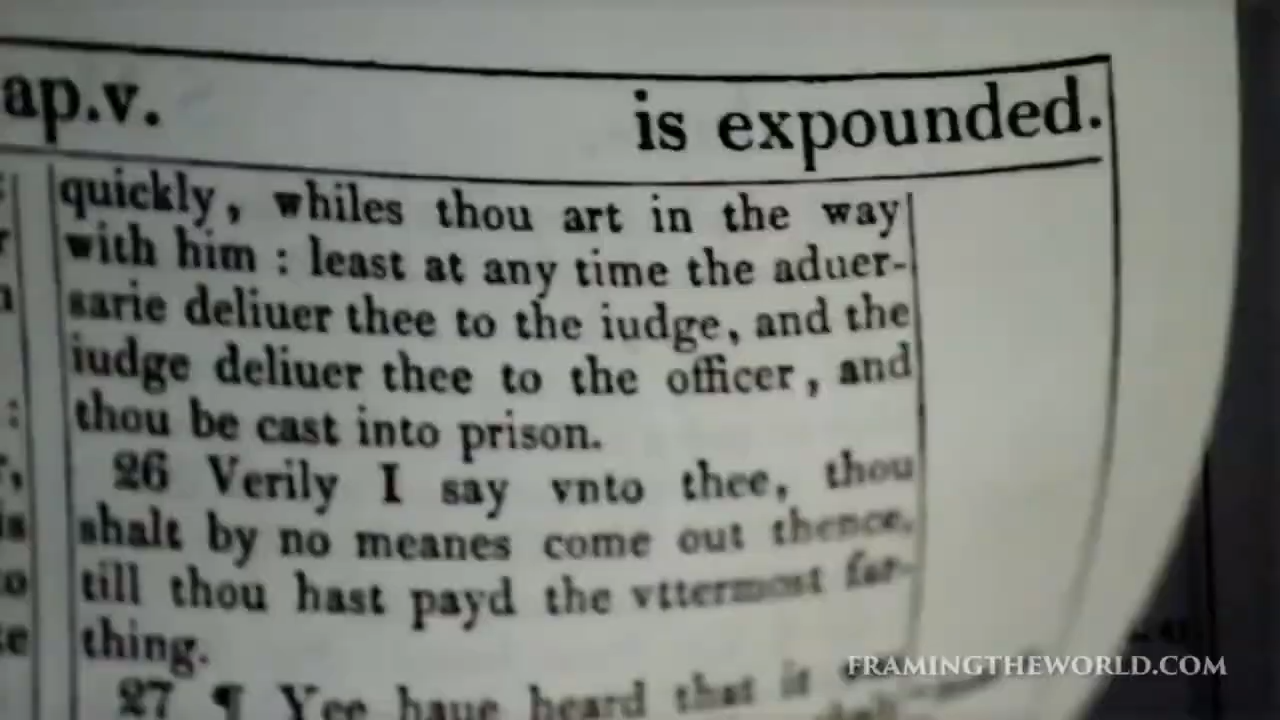 ap.v. is expounded.
quickly, whiles thou art in the way
with him : least at any time the aduer-
sarie deliuer thee to the iudge, and the
iudge deliuer thee to the officer, and
thou be cast into prison.
26 Verily I say vnto thee, thou
shalt by no meanes come out thence,
till thou hast payd the vttermost far-
thing.
27 ¶ Yee haue heard that it
FRAMINGTHEWORLD.COM